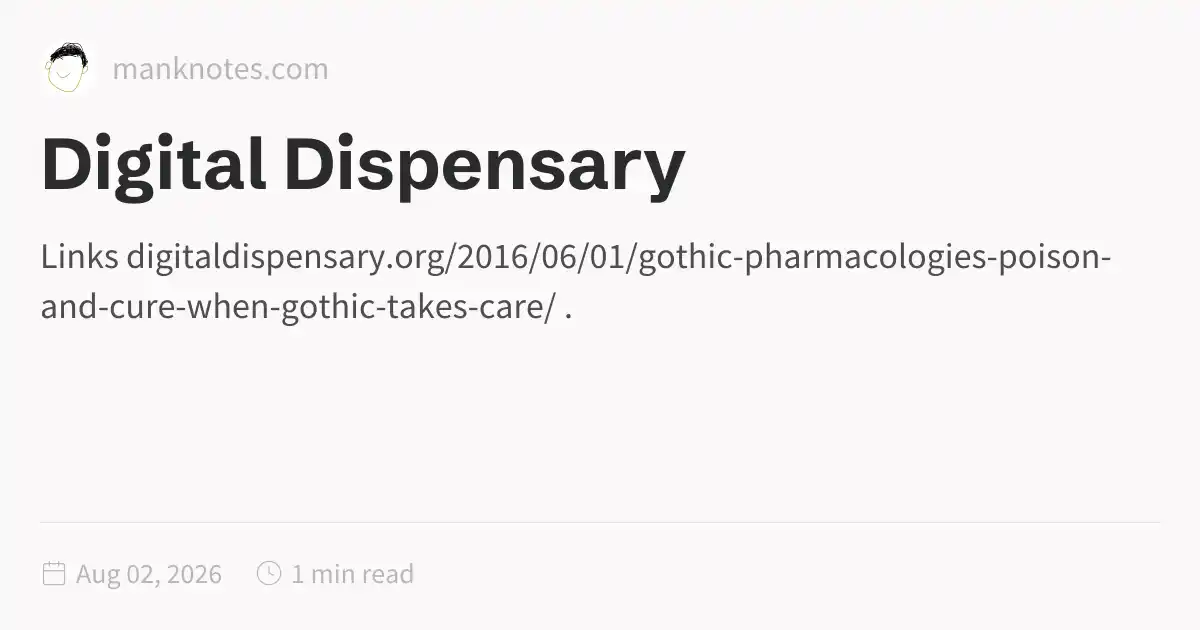 manknotes.com
Digital Dispensary
Links digitaldispensary.org/2016/06/01/gothic-pharmacologies-poison-
and-cure-when-gothic-takes-care/ .
Aug 02, 2026 1 min read